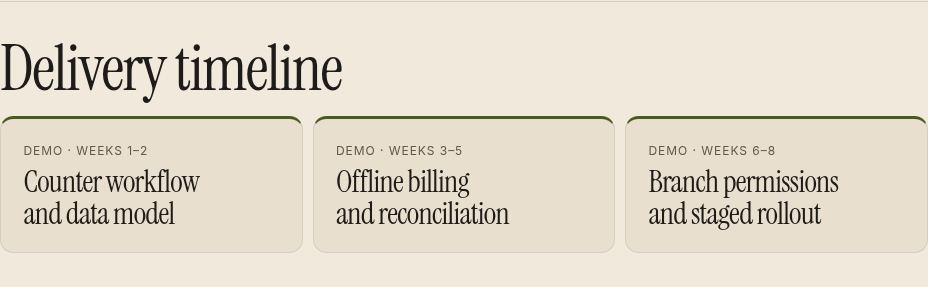 Delivery timeline
DEMO · WEEKS 1–2
Counter workflow
and data model
DEMO · WEEKS 3–5
Offline billing
and reconciliation
DEMO · WEEKS 6–8
Branch permissions
and staged rollout